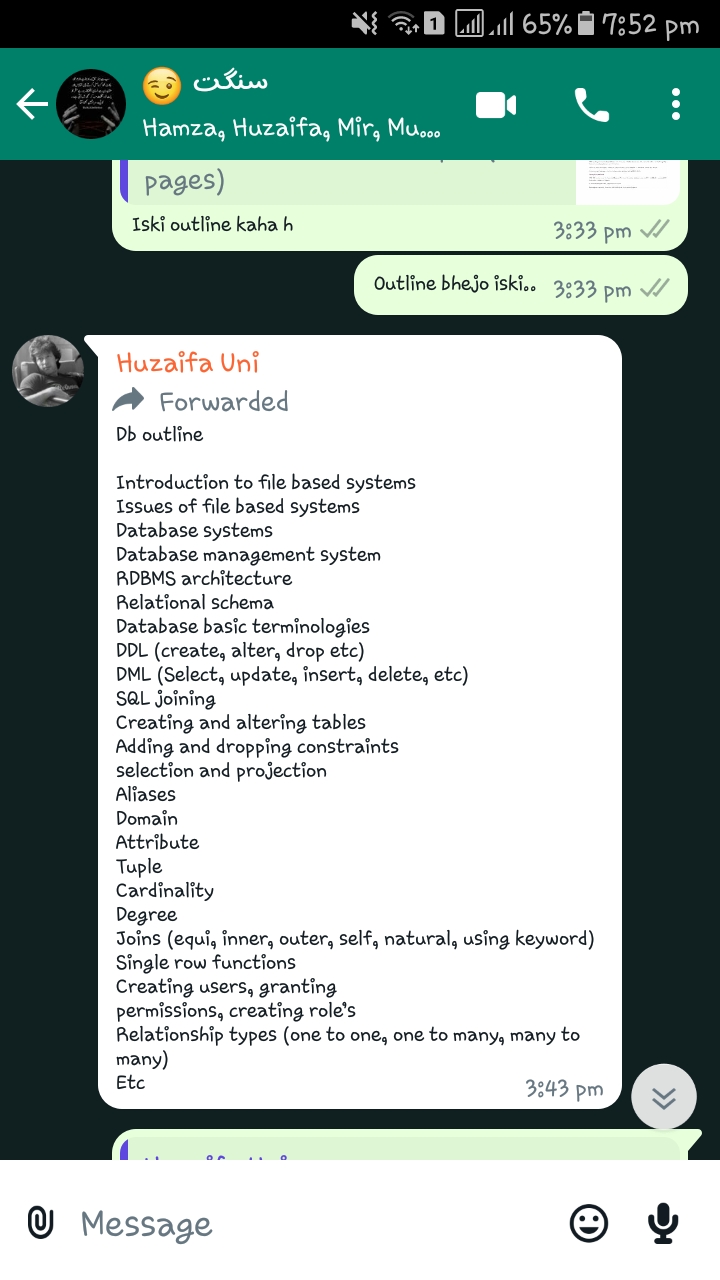 65% 7:52 pm
1
سنگت
Hamza, Huzaifa, Mir, Mu...
pages)
Iski outline kaha h
3:33 pm
Outline bhejo iski..
3:33 pm
Huzaifa Uni
Forwarded
Db outline
Introduction to file based systems
Issues of file based systems
Database systems
Database management system
RDBMS architecture
Relational schema
Database basic terminologies
DDL (create, alter, drop etc)
DML (Select, update, insert, delete, etc)
SQL joining
Creating and altering tables
Adding and dropping constraints
selection and projection
Aliases
Domain
Attribute
Tuple
Cardinality
Degree
Joins (equi, inner, outer, self, natural, using keyword)
Single row functions
Creating users, granting
permissions, creating role's
Relationship types (one to one, one to many, many to
many)
Etc
3:43 pm
Message